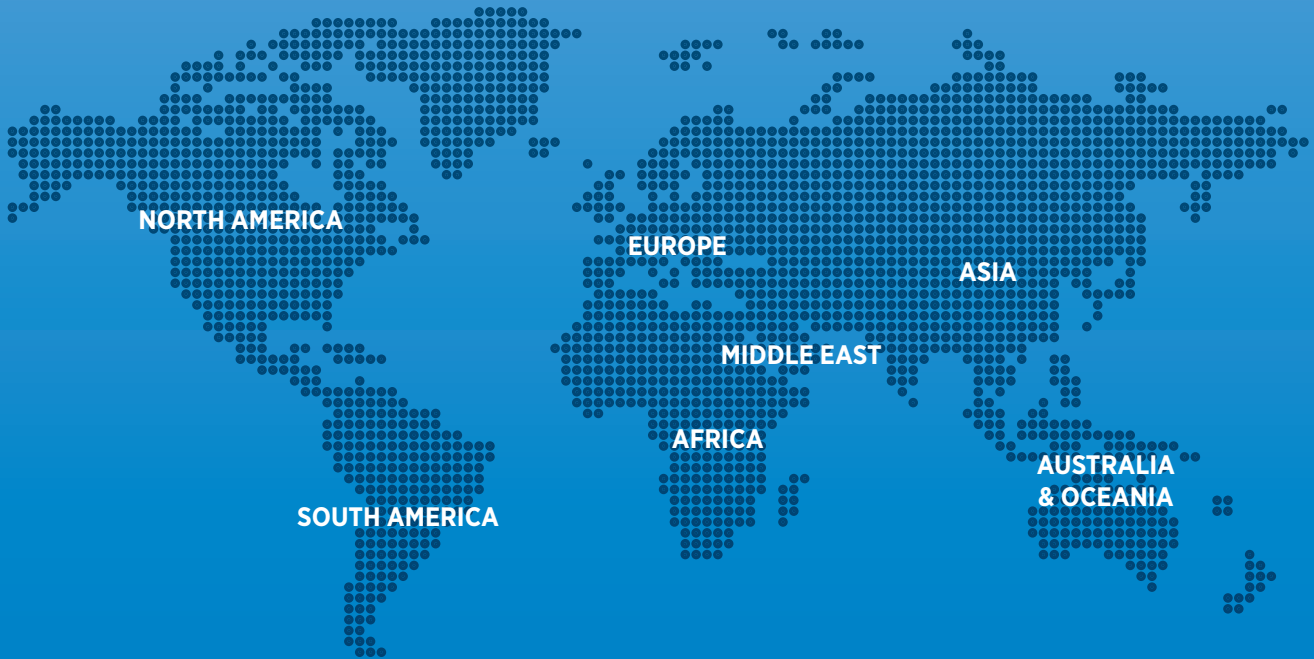 NORTH AMERICA
EUROPE
ASIA
MIDDLE EAST
AFRICA
AUSTRALIA
& OCEANIA
SOUTH AMERICA